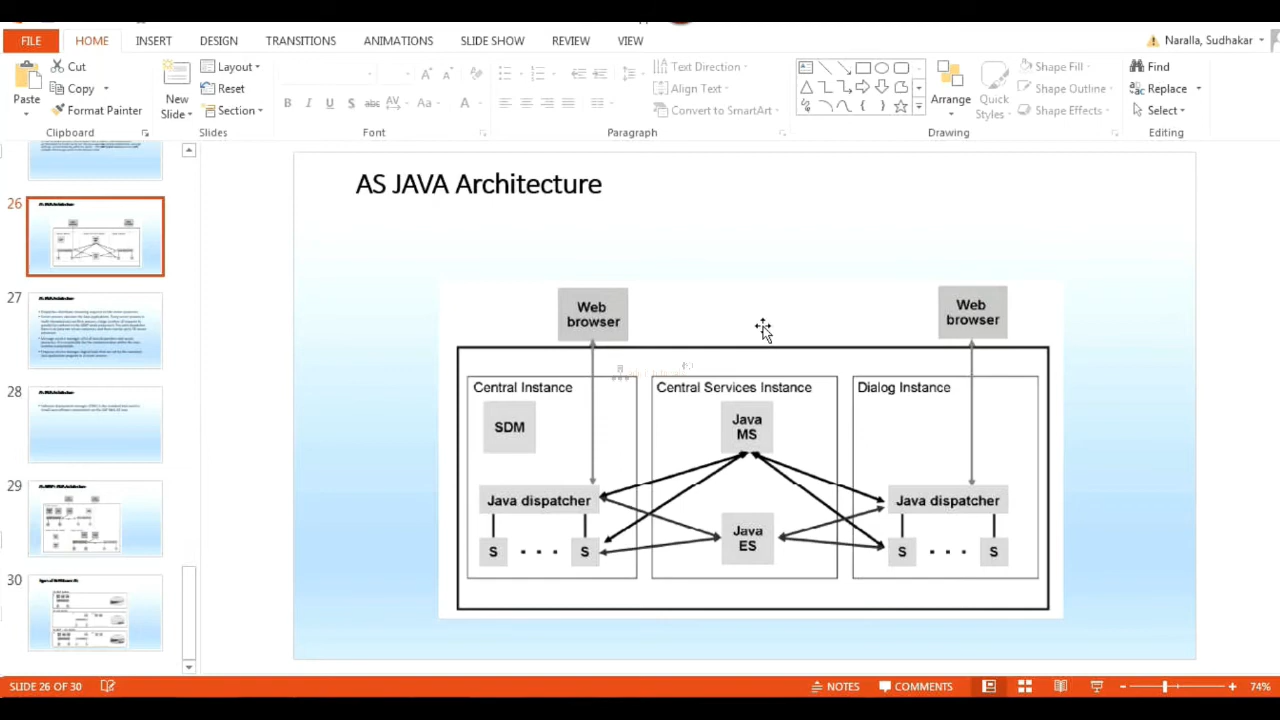 FILE HOME INSERT DESIGN TRANSITIONS ANIMATIONS SLIDE SHOW REVIEW VIEW Naralla, Sudhakar
Cut Layout Text Direction Shape Fill Find
Copy Reset Align Text Shape Outline Replace
Paste Format Painter New Slide Section B I U S abc AV Aa A Convert to SmartArt Arrange Quick Styles Shape Effects Select
Clipboard Slides Font Paragraph Drawing Editing
26
27
28
29
30
AS JAVA Architecture
Web browser
Web browser
Central Instance
Central Services Instance
Dialog Instance
SDM
Java MS
Java dispatcher
Java dispatcher
S . . . S
Java ES
S . . . S
SLIDE 26 OF 30 NOTES COMMENTS 74%